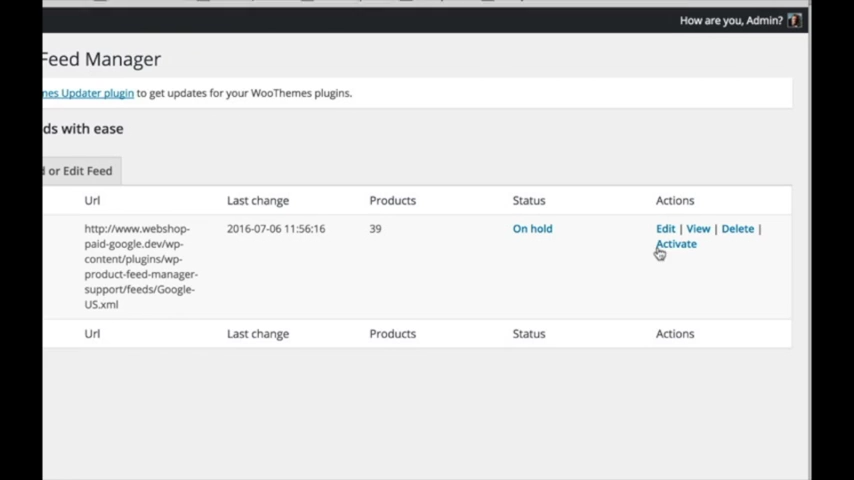 How are you, Admin?
Feed Manager
mes Updater plugin to get updates for your WooThemes plugins.
ds with ease
or Edit Feed
Url Last change Products Status Actions
http://www.webshop- 2016-07-06 11:56:16 39 On hold Edit | View | Delete |
paid-google.dev/wp- Activate
content/plugins/wp-
product-feed-manager-
support/feeds/Google-
US.xml
Url Last change Products Status Actions